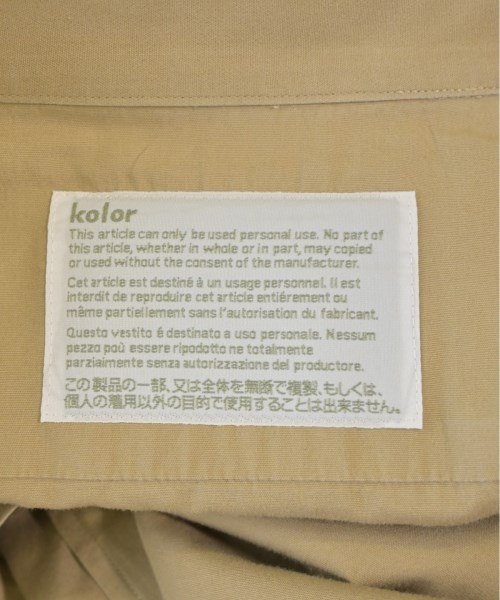 kolor
This article can only be used personal use. No part of
this article, whether in whole or in part, may copied
or used without the consent of the manufacturer.
Cet article est destiné à un usage personnel. Il est
interdit de reproduire cet article entiérement ou
même partiellement sans l'autorisation du fabricant.
Questo vestito é destinato a uso personale. Nessum
pezzo poù essere ripodotto ne totalmente
parzialmente senza autorizzazione del productore.
この製品の一部、又は全体を無断で複製、もしくは、
個人の着用以外の目的で使用することは出来ません。